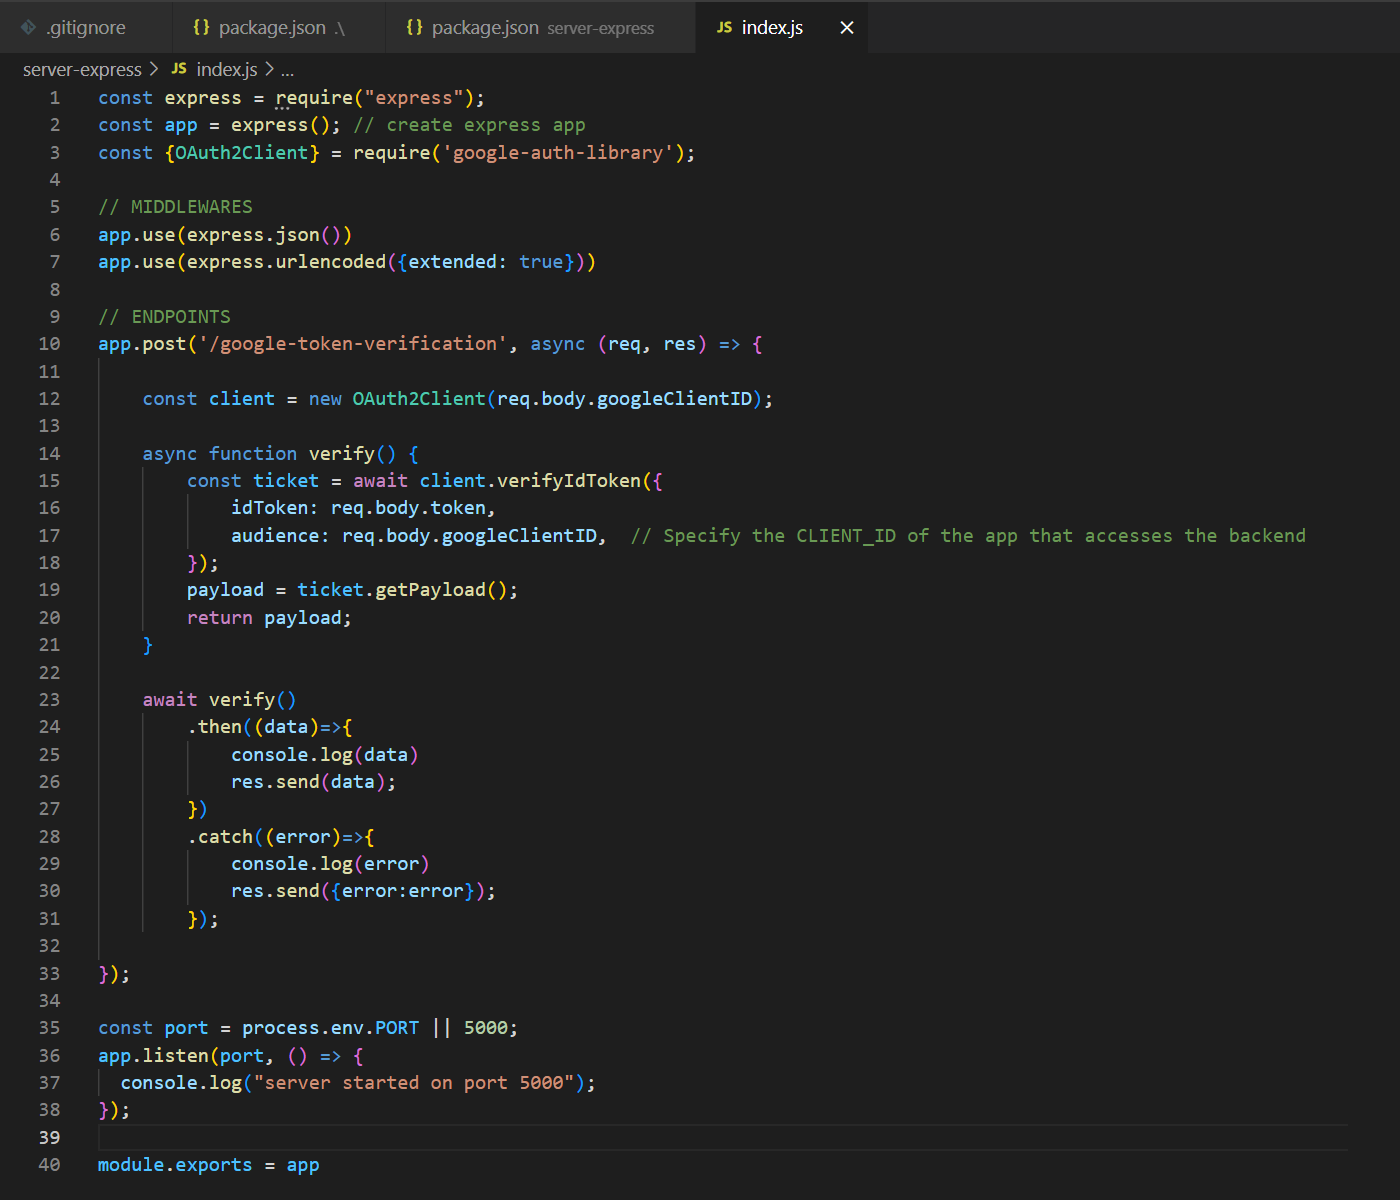 .gitignore {} package.json .\ {} package.json server-express JS index.js ×
server-express > JS index.js > ...
1 const express = require("express");
2 const app = express(); // create express app
3 const {OAuth2Client} = require('google-auth-library');
4
5 // MIDDLEWARES
6 app.use(express.json())
7 app.use(express.urlencoded({extended: true}))
8
9 // ENDPOINTS
10 app.post('/google-token-verification', async (req, res) => {
11
12     const client = new OAuth2Client(req.body.googleClientID);
13
14     async function verify() {
15         const ticket = await client.verifyIdToken({
16             idToken: req.body.token,
17             audience: req.body.googleClientID,  // Specify the CLIENT_ID of the app that accesses the backend
18         });
19         payload = ticket.getPayload();
20         return payload;
21     }
22
23     await verify()
24         .then((data)=>{
25             console.log(data)
26             res.send(data);
27         })
28         .catch((error)=>{
29             console.log(error)
30             res.send({error:error});
31         });
32
33 });
34
35 const port = process.env.PORT || 5000;
36 app.listen(port, () => {
37   console.log("server started on port 5000");
38 });
39
40 module.exports = app